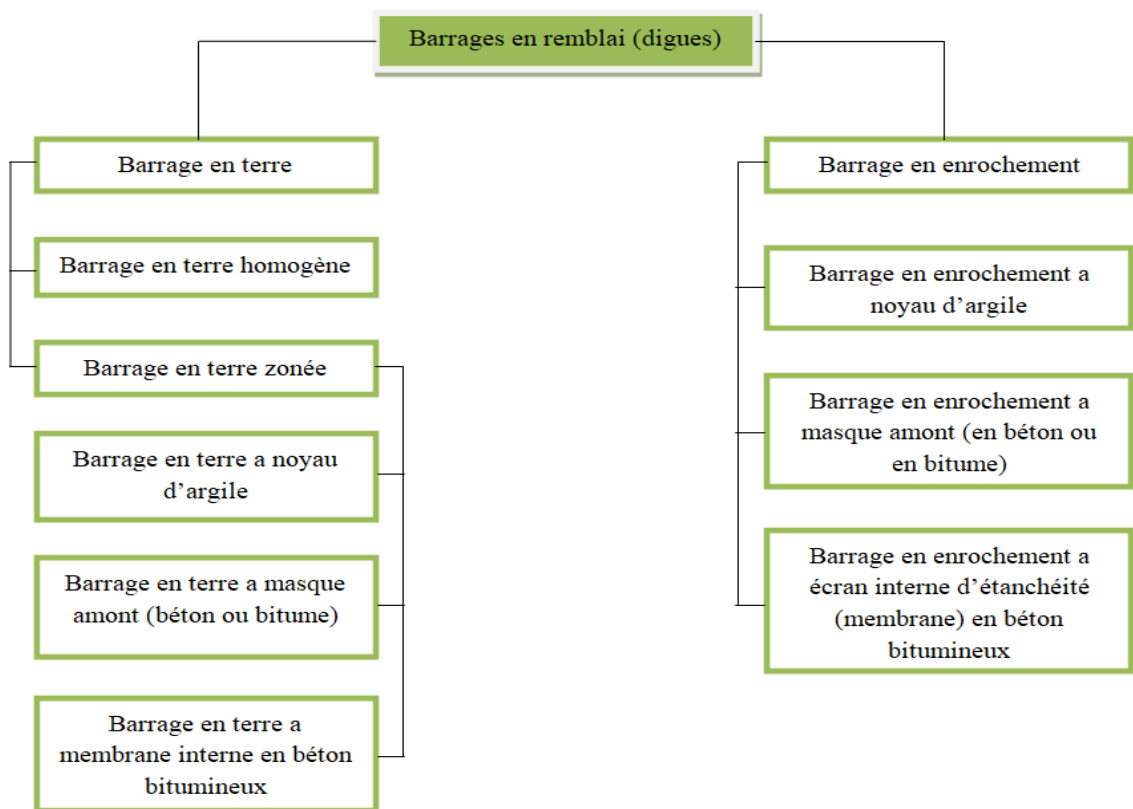 Barrages en remblai (digues)
Barrage en terre
Barrage en terre homogène
Barrage en terre zonée
Barrage en terre a noyau
d’argile
Barrage en terre a masque
amont (béton ou bitume)
Barrage en terre a
membrane interne en béton
bitumineux
Barrage en enrochement
Barrage en enrochement a
noyau d’argile
Barrage en enrochement a
masque amont (en béton ou
en bitume)
Barrage en enrochement a
écran interne d’étanchéité
(membrane) en béton
bitumineux